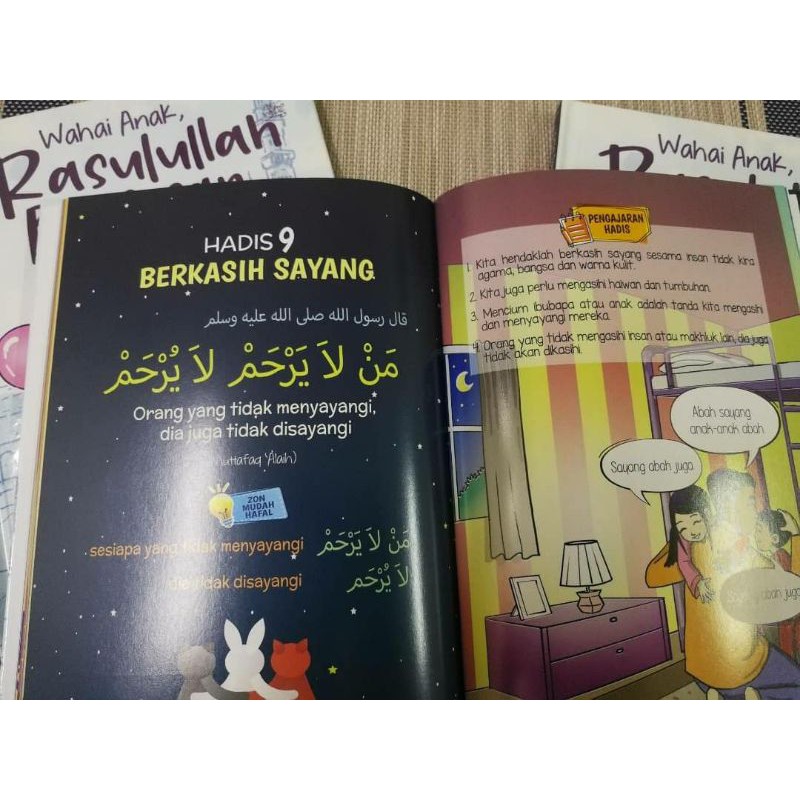 Wahai Anak,
Rasulullah
Wahai Anak,
HADIS 9
BERKASIH SAYANG
قال رسول الله صلى الله عليه وسلم
مَنْ لاَ يَرْحَمْ لاَ يُرْحَمْ
Orang yang tidak menyayangi,
dia juga tidak disayangi
'Alaih)
ZON
MUDAH
HAFAL
sesiapa yang tidak menyayangi مَنْ لاَ يَرْحَمْ
dia tidak disayangi لاَ يُرْحَمْ
PENGAJARAN
HADIS
1. Kita hendaklah berkasih sayang sesama insan tidak kira
agama, bangsa dan warna kulit.
2. Kita juga perlu mengasihi haiwan dan tumbuhan.
3. Mencium ibubapa atau anak adalah tanda kita mengasihi
dan menyayangi mereka.
4. Orang yang tidak mengasihi insan atau makhluk lain, dia juga
tidak akan dikasihi.
Abah sayang
anak-anak abah.
Sayang abah juga
abah juga